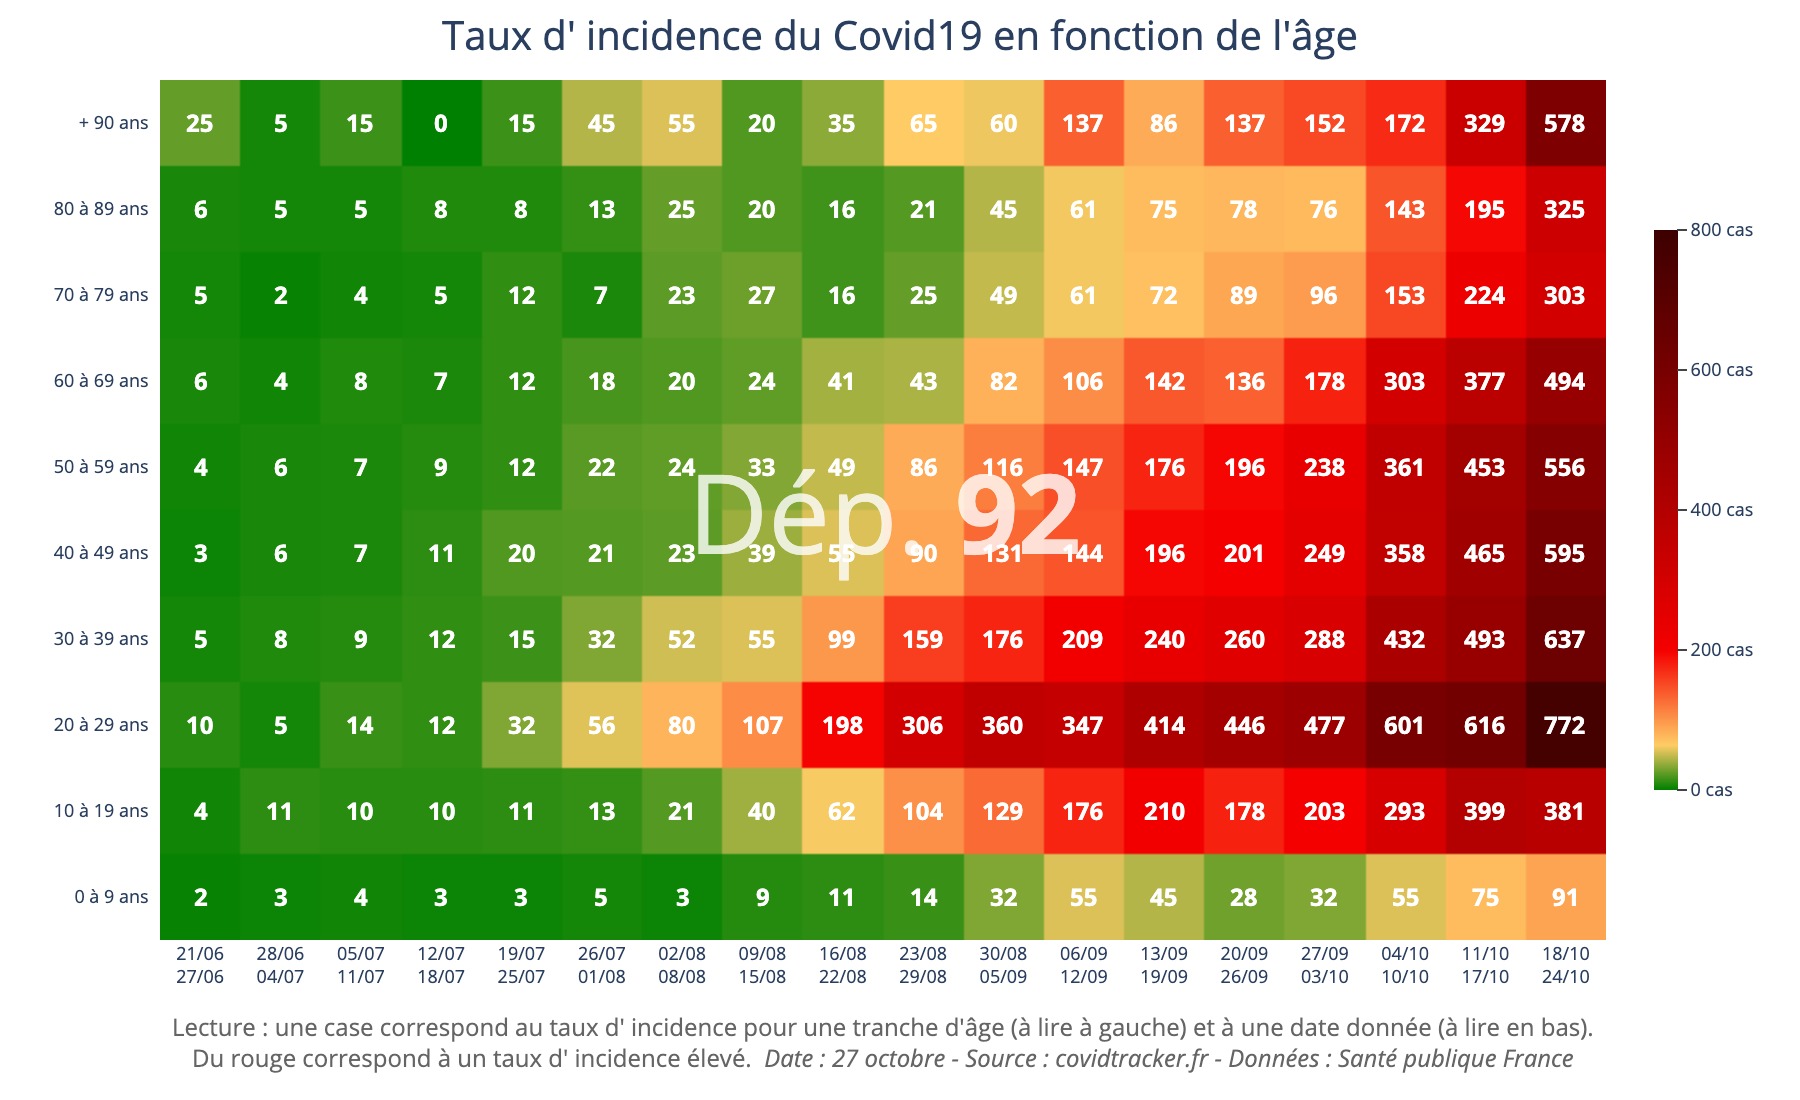 Taux d' incidence du Covid19 en fonction de l'âge
+ 90 ans 25 5 15 0 15 45 55 20 35 65 60 137 86 137 152 172 329 578
80 à 89 ans 6 5 5 8 8 13 25 20 16 21 45 61 75 78 76 143 195 325
800 cas
70 à 79 ans 5 2 4 5 12 7 23 27 16 25 49 61 72 89 96 153 224 303
600 cas
60 à 69 ans 6 4 8 7 12 18 20 24 41 43 82 106 142 136 178 303 377 494
50 à 59 ans 4 6 7 9 12 22 24 33 49 86 116 147 176 196 238 361 453 556
Dép. 92
400 cas
40 à 49 ans 3 6 7 11 20 21 23 39 55 90 131 144 196 201 249 358 465 595
30 à 39 ans 5 8 9 12 15 32 52 55 99 159 176 209 240 260 288 432 493 637
200 cas
20 à 29 ans 10 5 14 12 32 56 80 107 198 306 360 347 414 446 477 601 616 772
0 cas
10 à 19 ans 4 11 10 10 11 13 21 40 62 104 129 176 210 178 203 293 399 381
0 à 9 ans 2 3 4 3 3 5 3 9 11 14 32 55 45 28 32 55 75 91
21/06 28/06 05/07 12/07 19/07 26/07 02/08 09/08 16/08 23/08 30/08 06/09 13/09 20/09 27/09 04/10 11/10 18/10
27/06 04/07 11/07 18/07 25/07 01/08 08/08 15/08 22/08 29/08 05/09 12/09 19/09 26/09 03/10 10/10 17/10 24/10
Lecture : une case correspond au taux d' incidence pour une tranche d'âge (à lire à gauche) et à une date donnée (à lire en bas).
Du rouge correspond à un taux d' incidence élevé. Date : 27 octobre - Source : covidtracker.fr - Données : Santé publique France